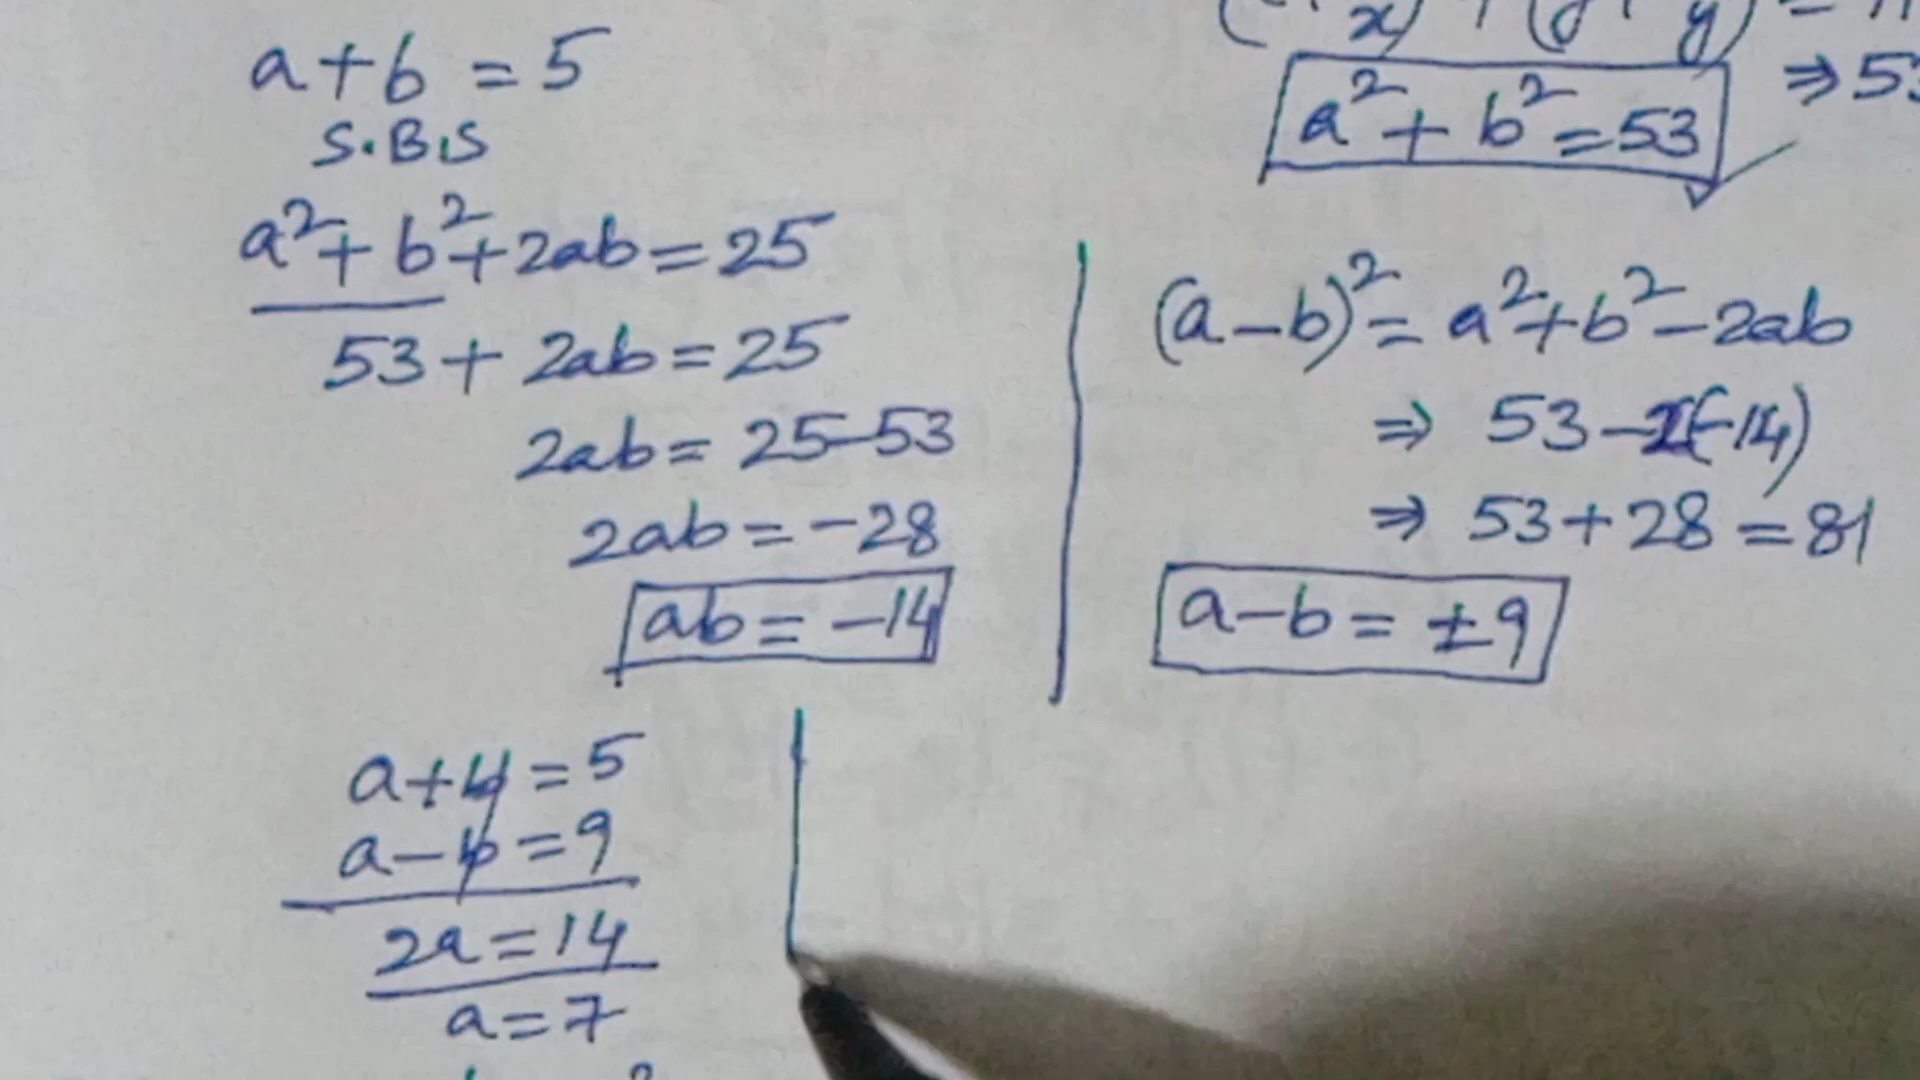 a+b = 5
S.B.S
a²+ b²+2ab = 25
53 + 2ab = 25
2ab = 25-53
2ab = -28
ab = -14
a² + b² = 53
⇒ 53
(a-b)² = a²+b²-2ab
⇒ 53-2(-14)
⇒ 53+28 = 81
a-b = ±9
a+b = 5
a-b = 9
2a = 14
a = 7